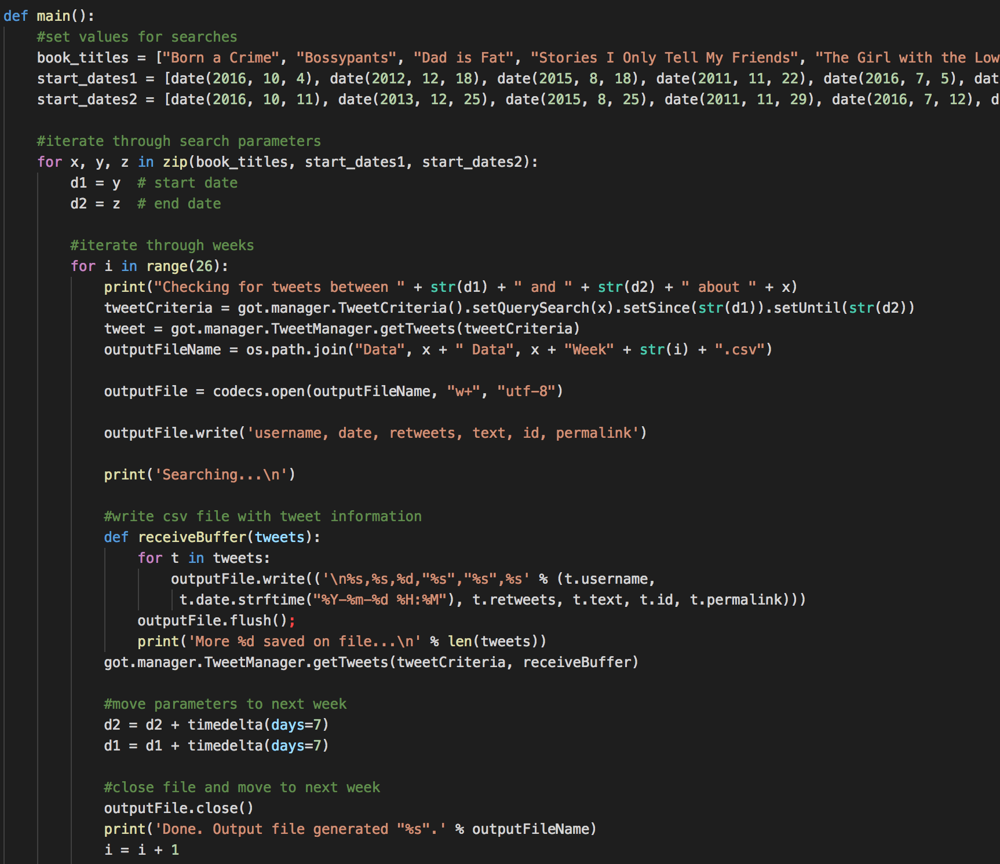 def main():
    #set values for searches
    book_titles = ["Born a Crime", "Bossypants", "Dad is Fat", "Stories I Only Tell My Friends", "The Girl with the Low
    start_dates1 = [date(2016, 10, 4), date(2012, 12, 18), date(2015, 8, 18), date(2011, 11, 22), date(2016, 7, 5), dat
    start_dates2 = [date(2016, 10, 11), date(2013, 12, 25), date(2015, 8, 25), date(2011, 11, 29), date(2016, 7, 12), d
    #iterate through search parameters
    for x, y, z in zip(book_titles, start_dates1, start_dates2):
        d1 = y  # start date
        d2 = z  # end date
        #iterate through weeks
        for i in range(26):
            print("Checking for tweets between " + str(d1) + " and " + str(d2) + " about " + x)
            tweetCriteria = got.manager.TweetCriteria().setQuerySearch(x).setSince(str(d1)).setUntil(str(d2))
            tweet = got.manager.TweetManager.getTweets(tweetCriteria)
            outputFileName = os.path.join("Data", x + " Data", x + "Week" + str(i) + ".csv")
            outputFile = codecs.open(outputFileName, "w+", "utf-8")
            outputFile.write('username, date, retweets, text, id, permalink')
            print('Searching...\n')
            #write csv file with tweet information
            def receiveBuffer(tweets):
                for t in tweets:
                    outputFile.write(('\n%s,%s,%d,"%s","%s",%s' % (t.username,
                     t.date.strftime("%Y-%m-%d %H:%M"), t.retweets, t.text, t.id, t.permalink)))
                outputFile.flush();
                print('More %d saved on file...\n' % len(tweets))
            got.manager.TweetManager.getTweets(tweetCriteria, receiveBuffer)
            #move parameters to next week
            d2 = d2 + timedelta(days=7)
            d1 = d1 + timedelta(days=7)
            #close file and move to next week
            outputFile.close()
            print('Done. Output file generated "%s".' % outputFileName)
            i = i + 1